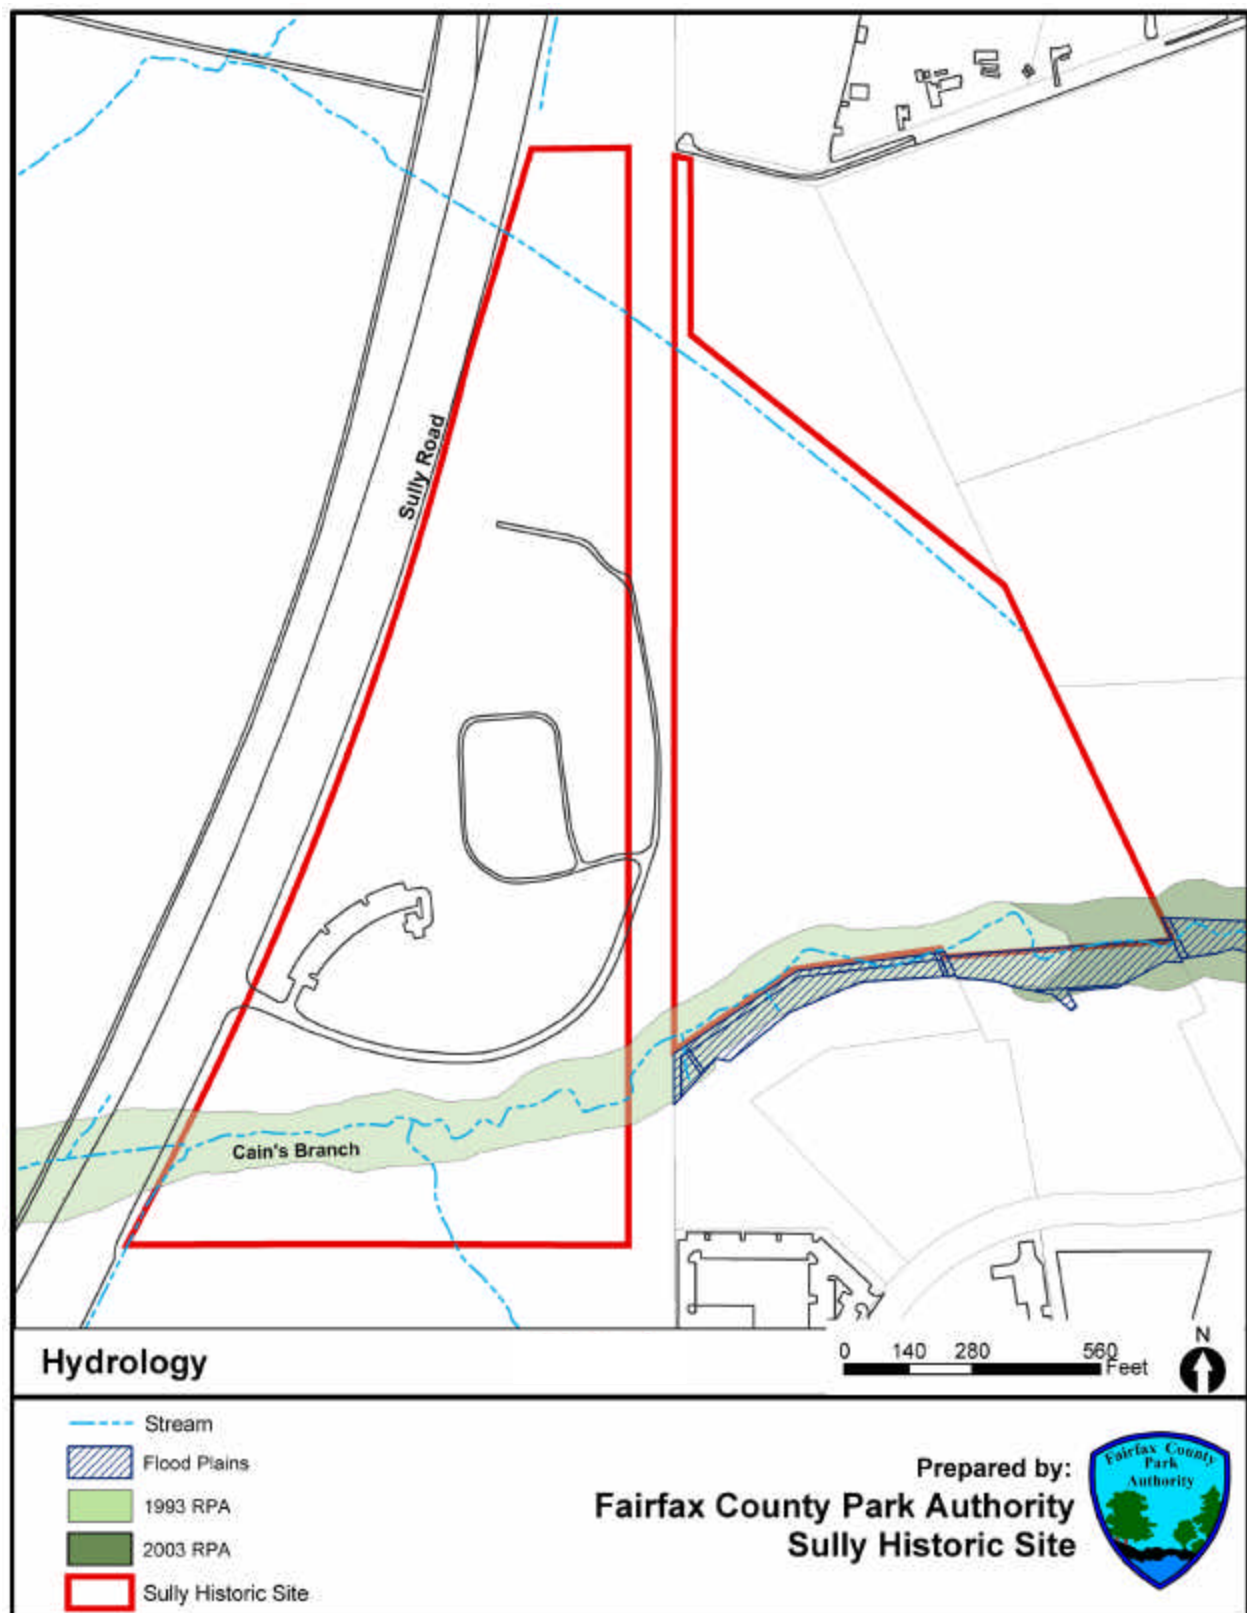 Sully Road
Cain's Branch
Hydrology
0 140 280 560
Feet
N
Stream
Flood Plains
1993 RPA
2003 RPA
Sully Historic Site
Prepared by:
Fairfax County Park Authority
Sully Historic Site
Fairfax County
Park
Authority